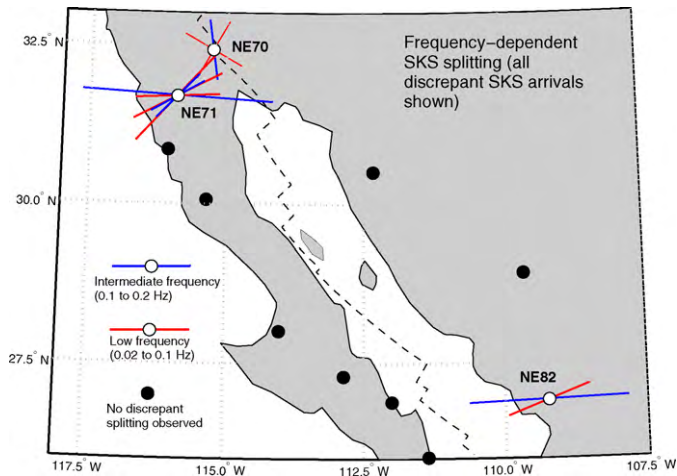 32.5° N
NE70
Frequency–dependent
SKS splitting (all
discrepant SKS arrivals
shown)
NE71
30.0° N
Intermediate frequency
(0.1 to 0.2 Hz)
Low frequency
(0.02 to 0.1 Hz)
27.5° N
NE82
No discrepant
splitting observed
117.5° W
115.0° W
112.5° W
110.0° W
107.5° W